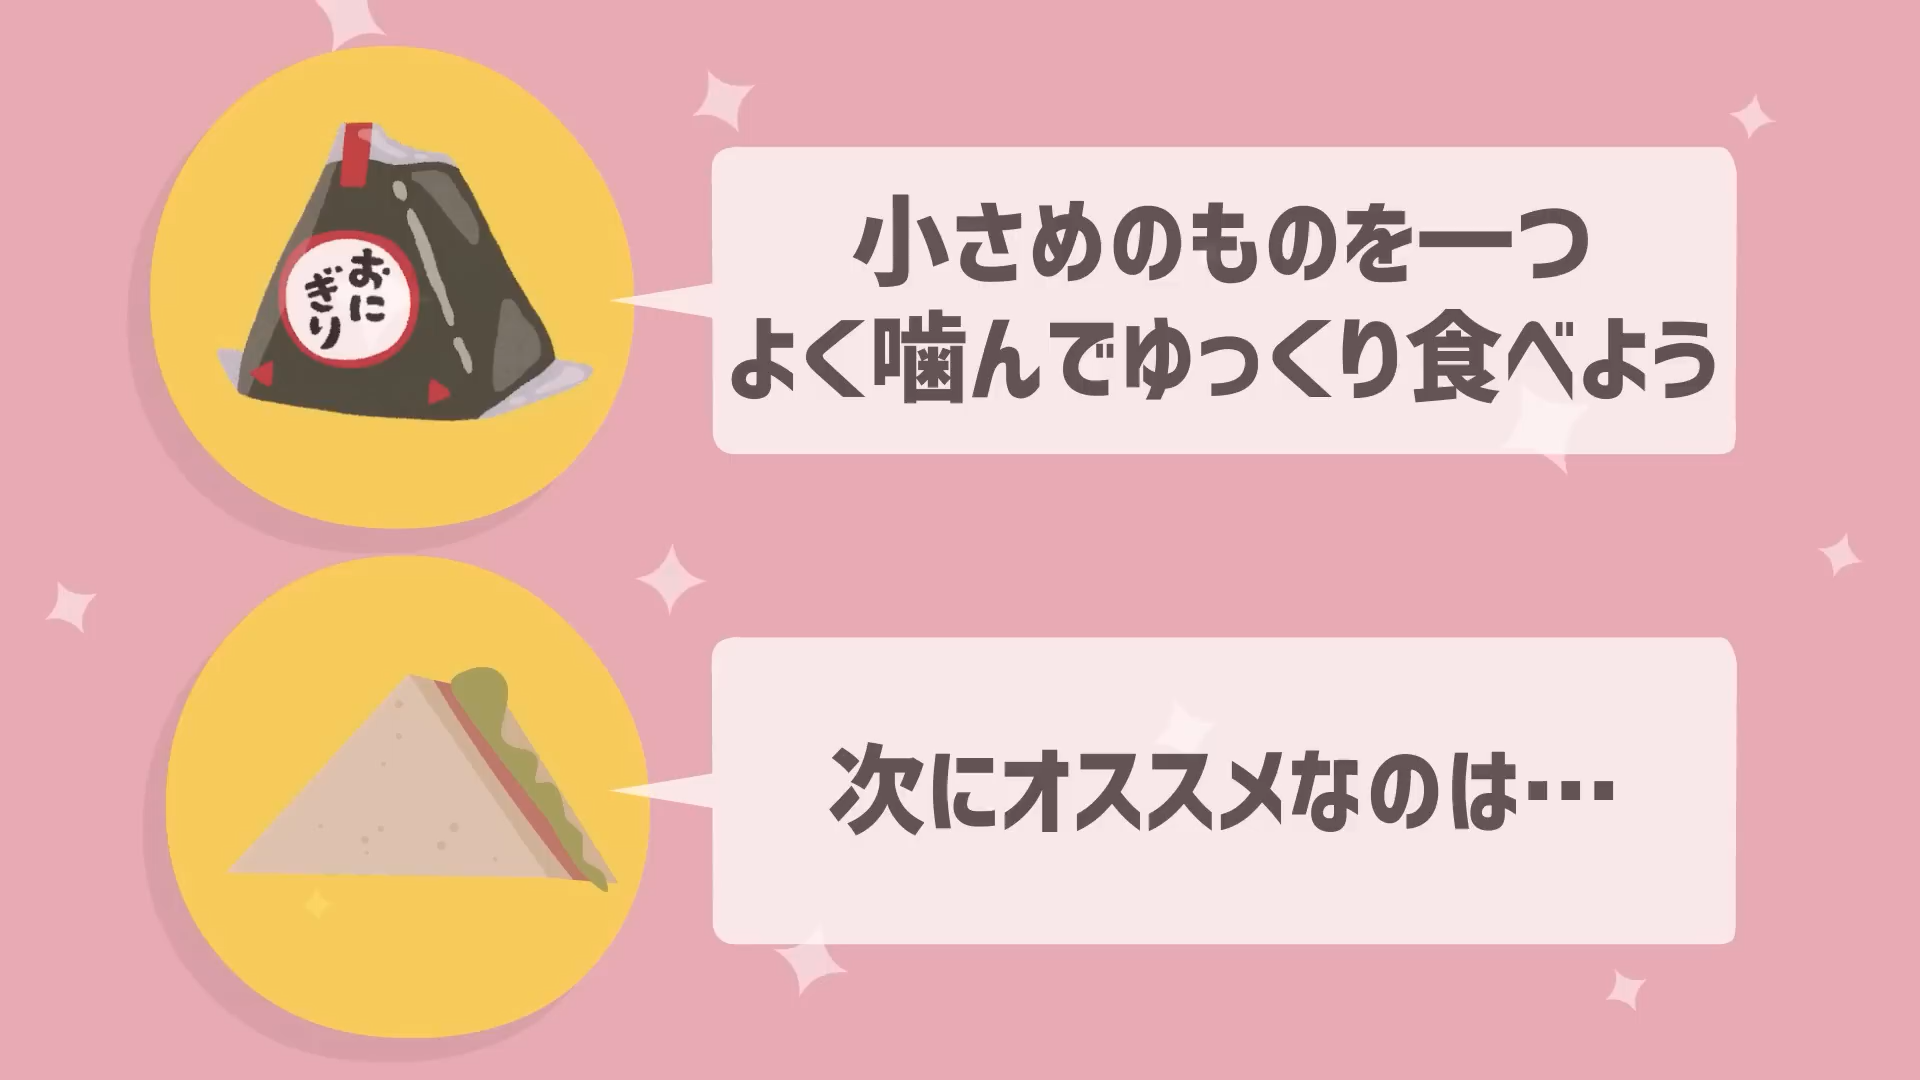 おに
ぎり
小さめのものを一つ
よく噛んでゆっくり食べよう
次にオススメなのは…